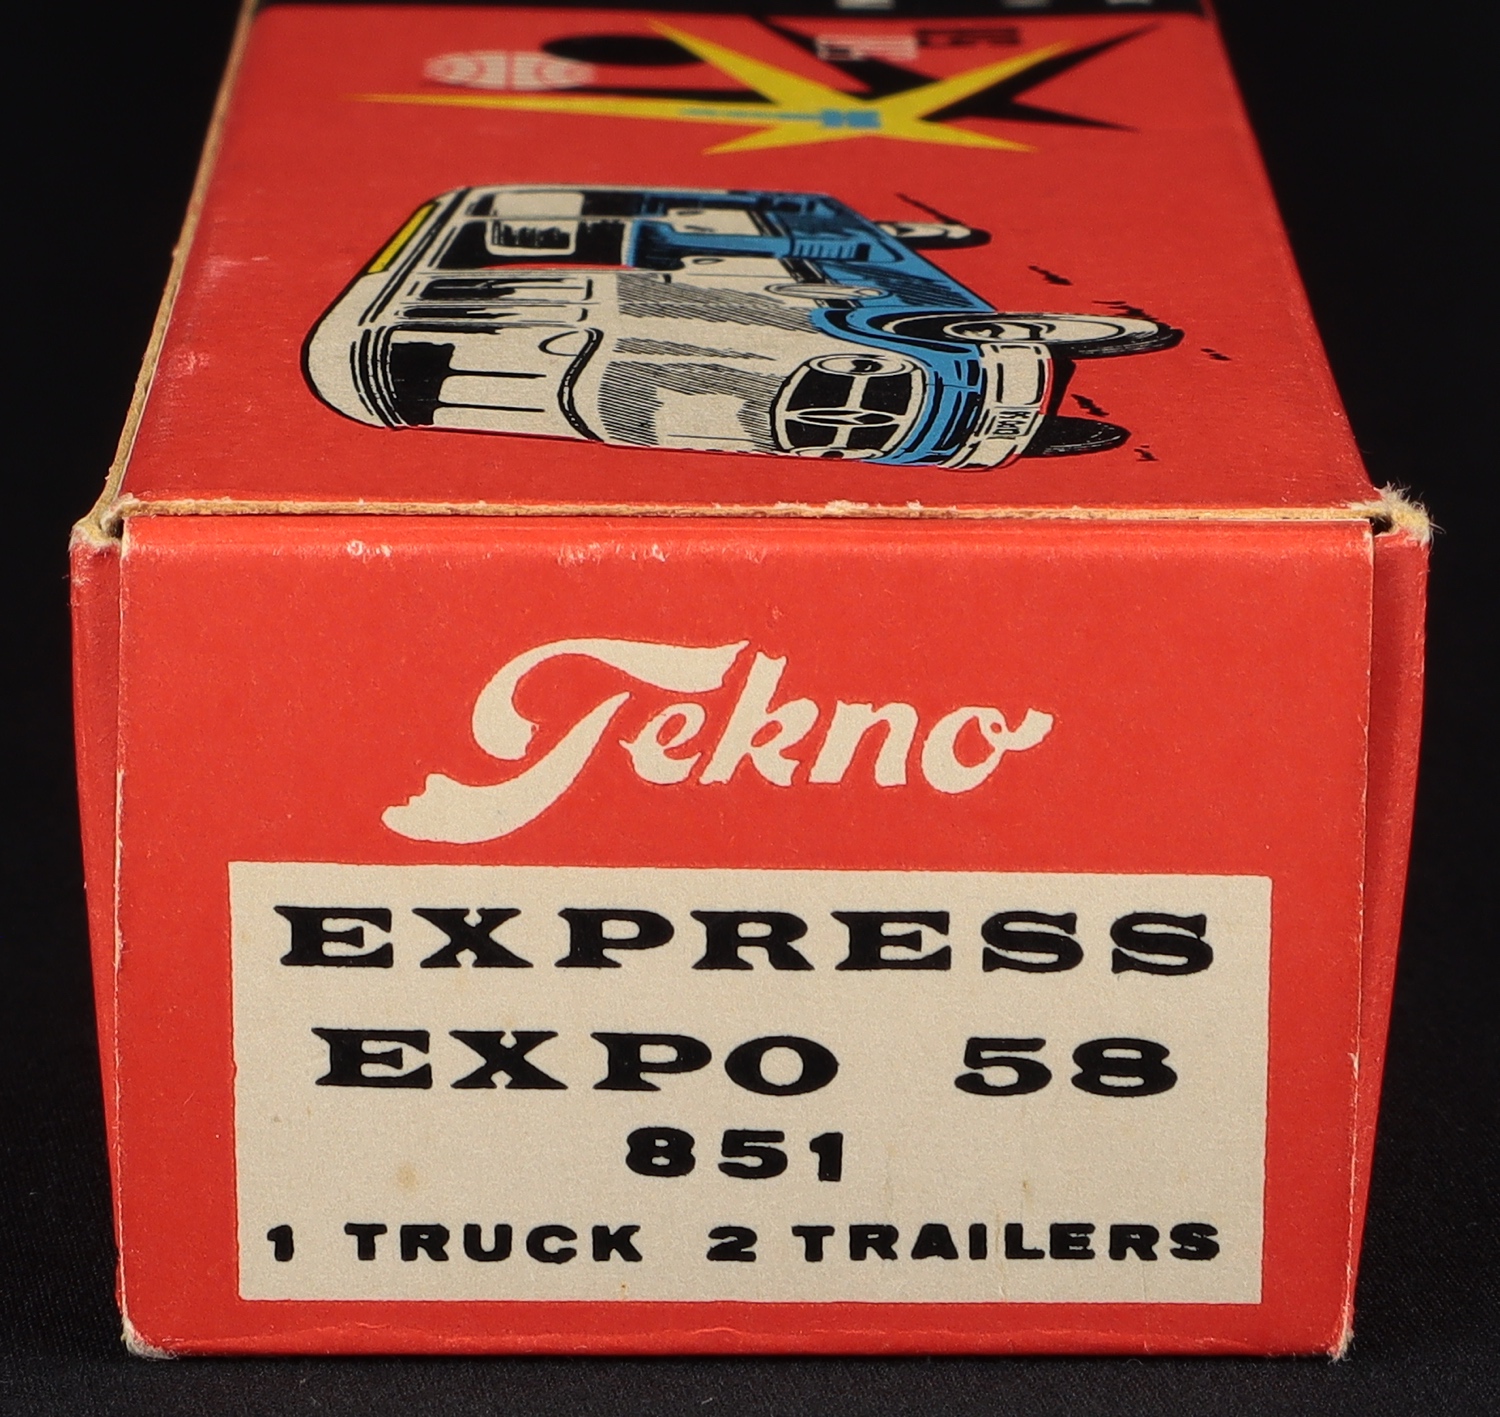 Tekno
EXPRESS
EXPO 58
851
1 TRUCK 2 TRAILERS